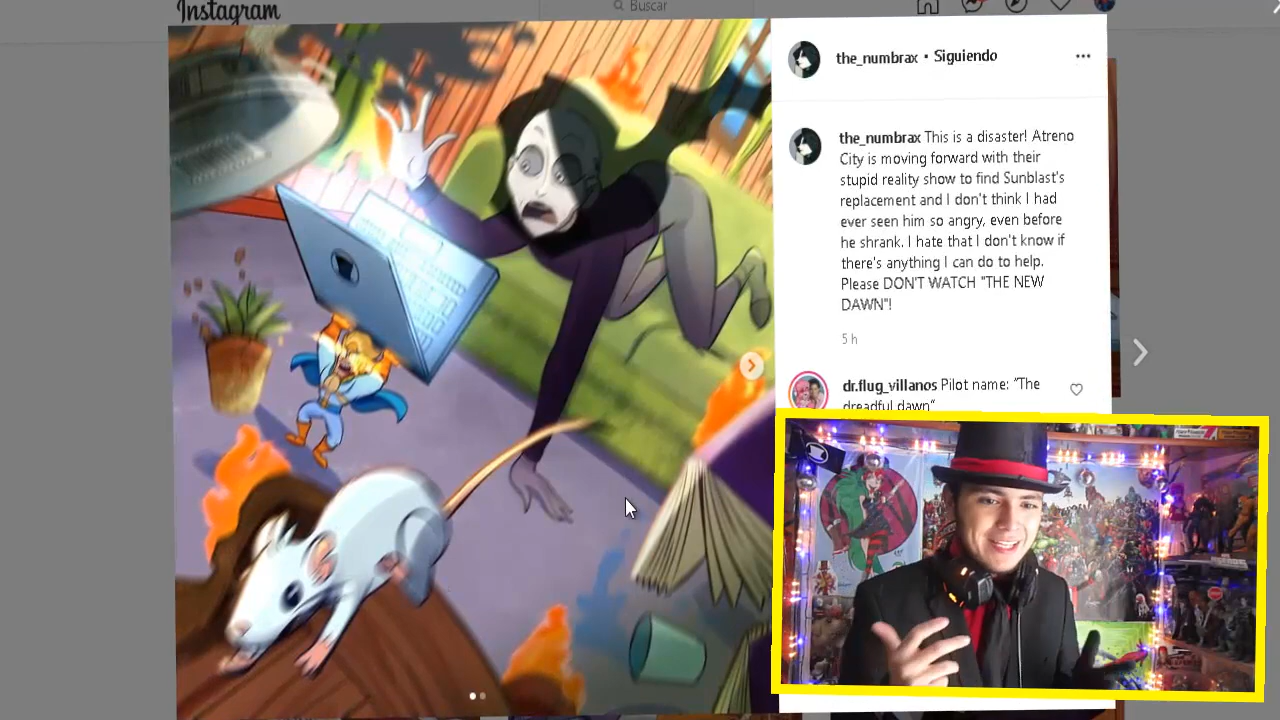 Instagram
Buscar
the_numbrax • Siguiendo
the_numbrax This is a disaster! Atreno
City is moving forward with their
stupid reality show to find Sunblast's
replacement and I don't think I had
ever seen him so angry, even before
he shrank. I hate that I don't know if
there's anything I can do to help.
Please DON'T WATCH "THE NEW
DAWN"!
5 h
dr.flug_villanos Pilot name: "The
dreadful dawn"